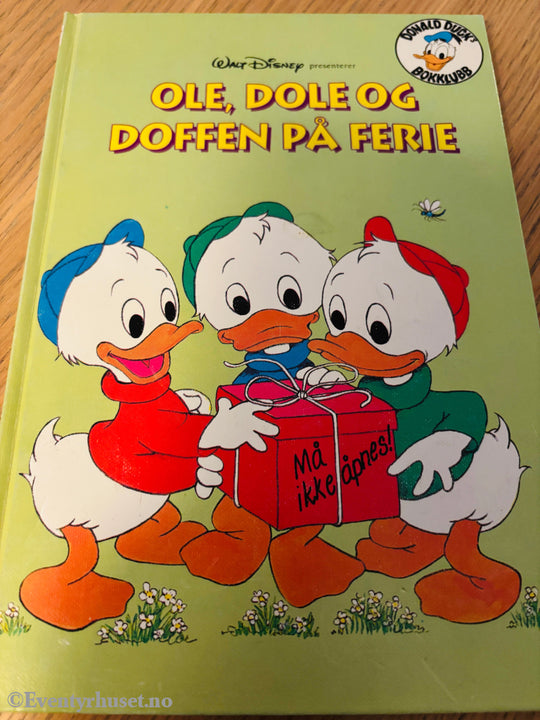 DONALD DUCK'S
BOKKLUBB
WALT DISNEY presenterer
OLE, DOLE OG
DOFFEN PÅ FERIE
Må
ikke åpnes!
©Eventyrhuset.no